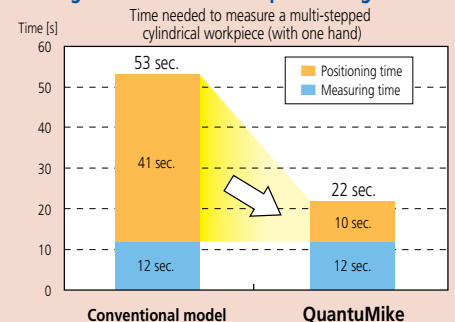 Time needed to measure a multi-stepped
cylindrical workpiece (with one hand)
Time [s]
60
50
40
30
20
10
0
53 sec.
41 sec.
12 sec.
22 sec.
10 sec.
12 sec.
Positioning time
Measuring time
Conventional model
QuantuMike